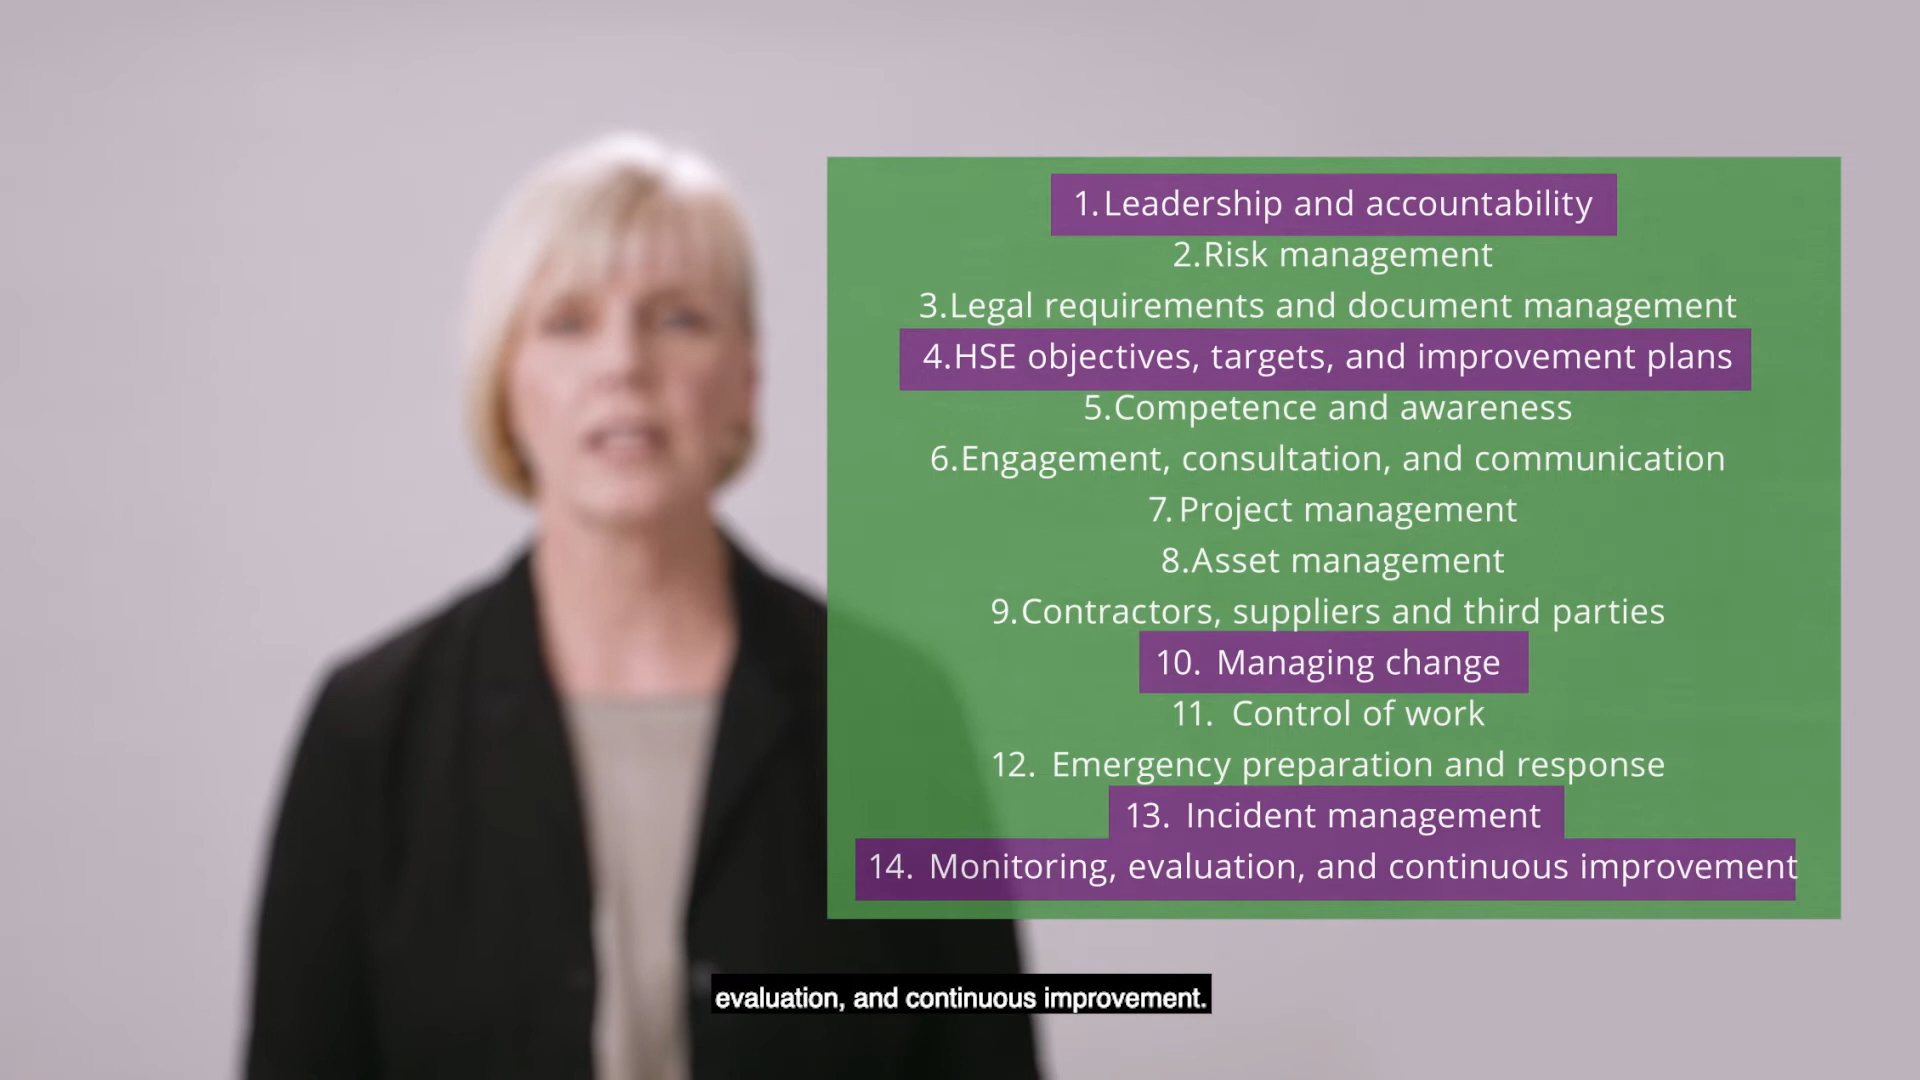 1.Leadership and accountability
2.Risk management
3.Legal requirements and document management
4.HSE objectives, targets, and improvement plans
5.Competence and awareness
6.Engagement, consultation, and communication
7.Project management
8.Asset management
9.Contractors, suppliers and third parties
10. Managing change
11. Control of work
12. Emergency preparation and response
13. Incident management
14. Monitoring, evaluation, and continuous improvement
evaluation, and continuous improvement.